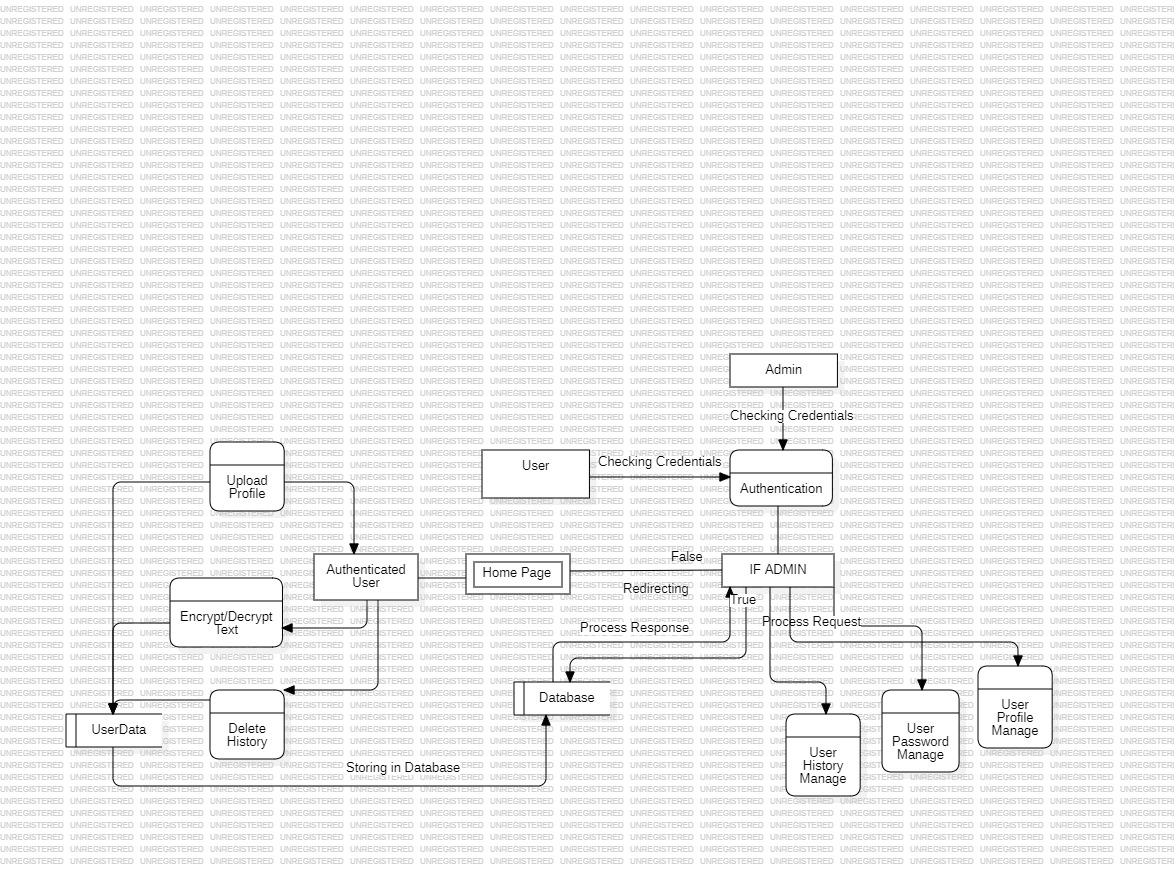 Admin
Checking Credentials
User
Checking Credentials
Authentication
Upload
Profile
False
IF ADMIN
Authenticated
User
Home Page
Redirecting
True
Encrypt/Decrypt
Text
Process Response
Process Request
Database
User
Profile
Manage
UserData
Delete
History
User
Password
Manage
User
History
Manage
Storing in Database
UNREGISTERED